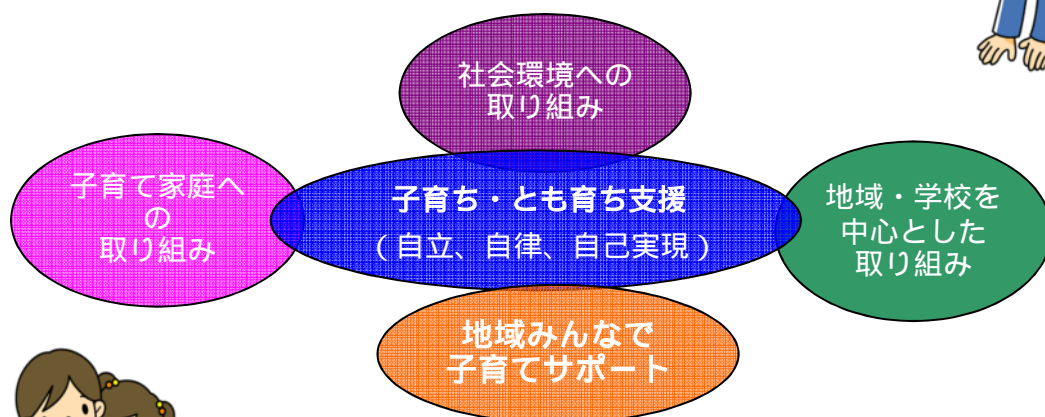 社会環境への
取り組み
子育て家庭へ
の
取り組み
子育ち・とも育ち支援
（自立、自律、自己実現）
地域・学校を
中心とした
取り組み
地域みんなで
子育てサポート